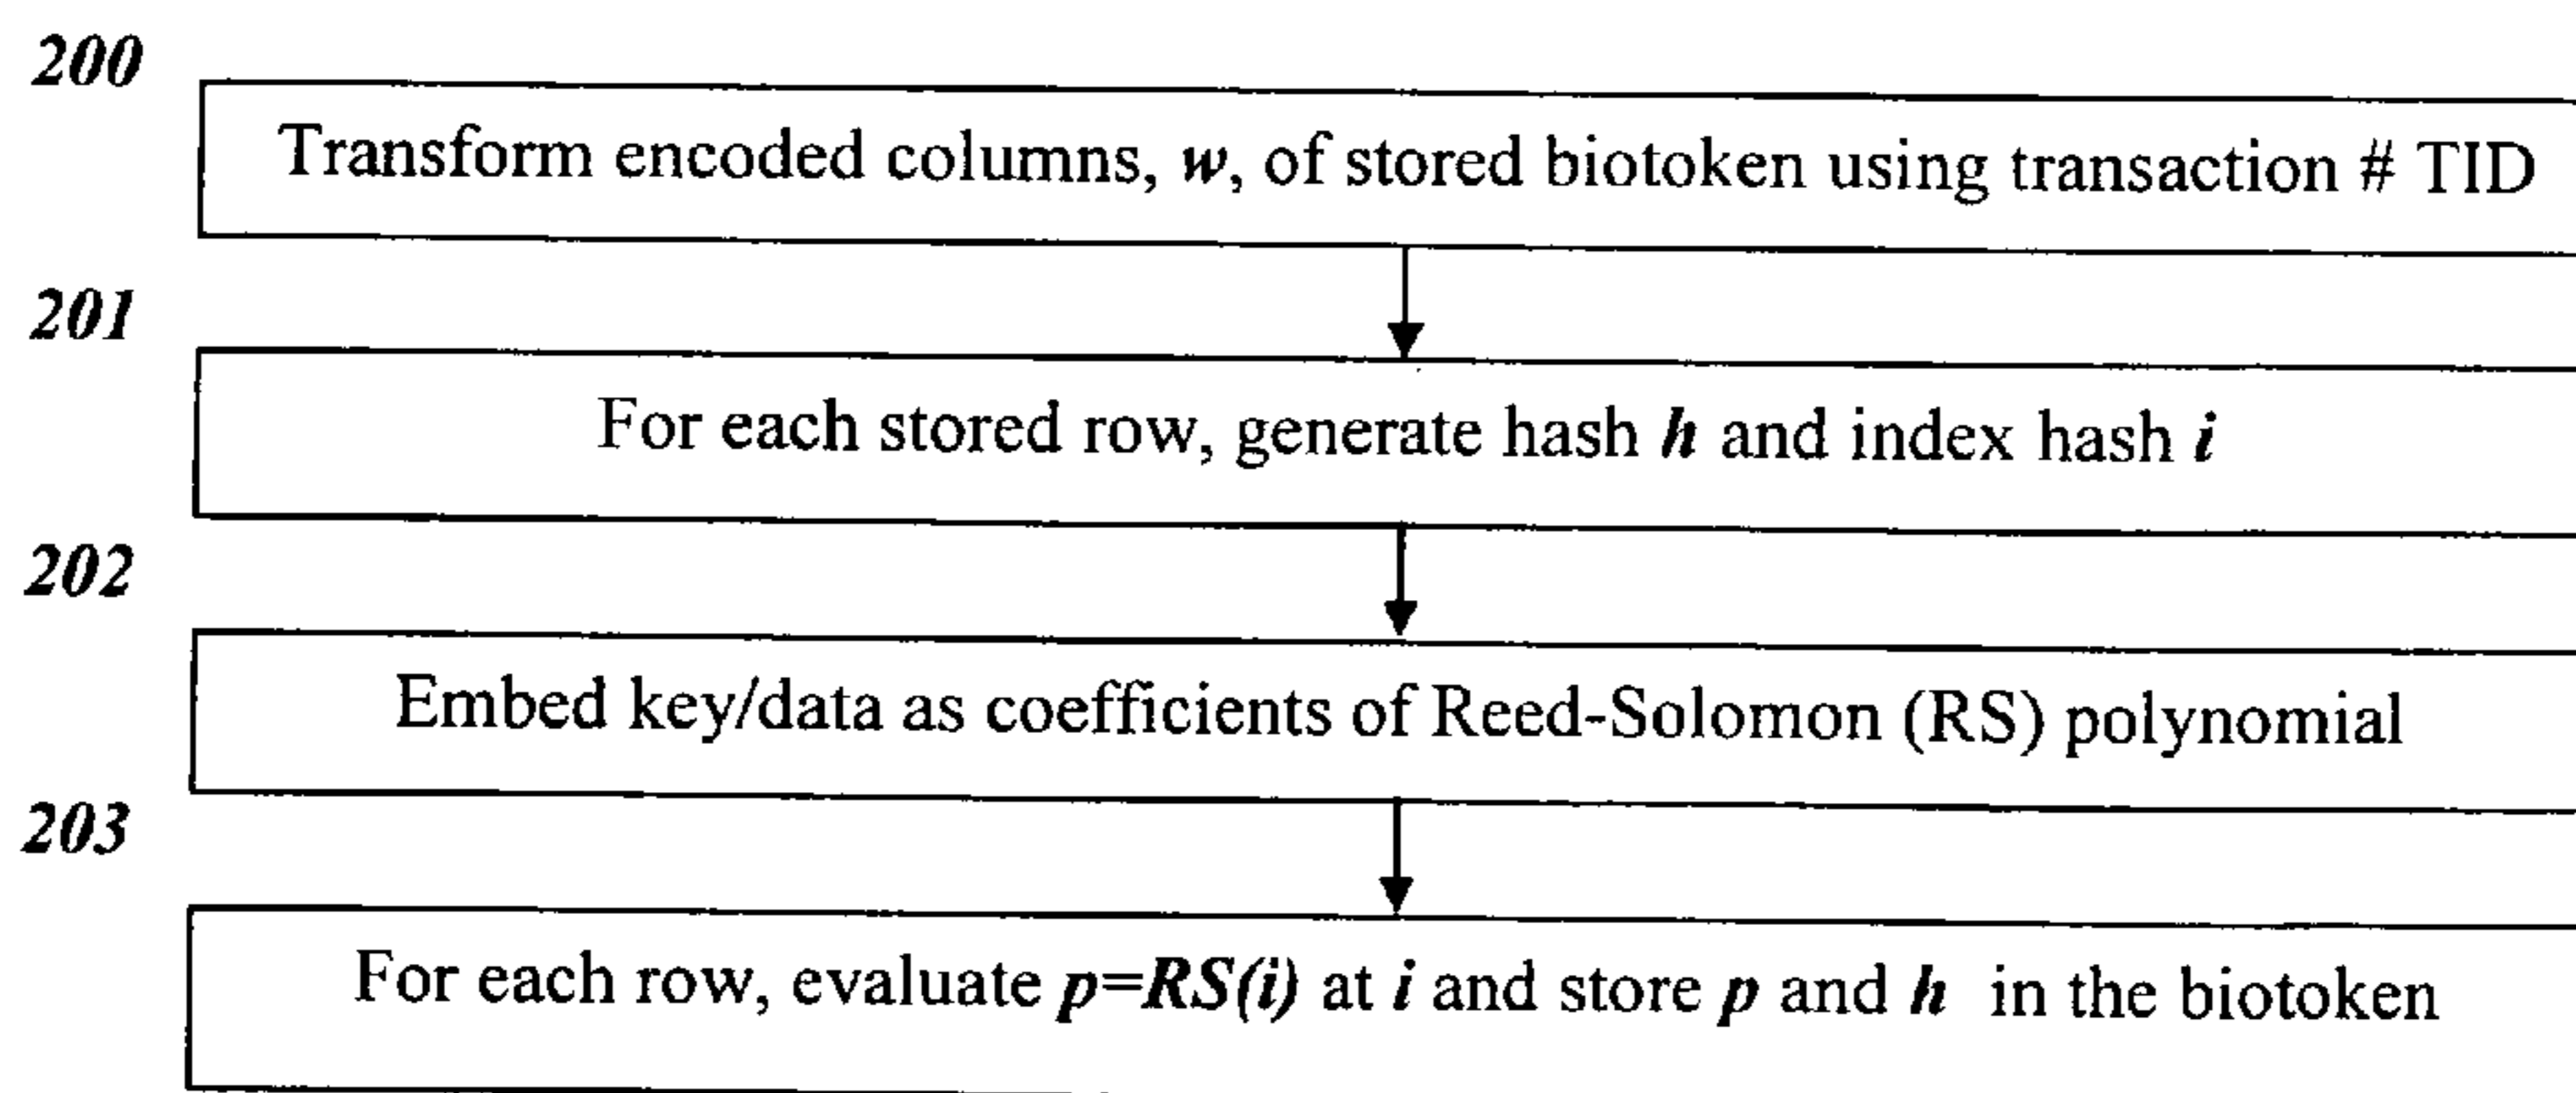 200
Transform encoded columns, w, of stored biotoken using transaction # TID
201
For each stored row, generate hash h and index hash i
202
Embed key/data as coefficients of Reed-Solomon (RS) polynomial
203
For each row, evaluate p=RS(i) at i and store p and h in the biotoken